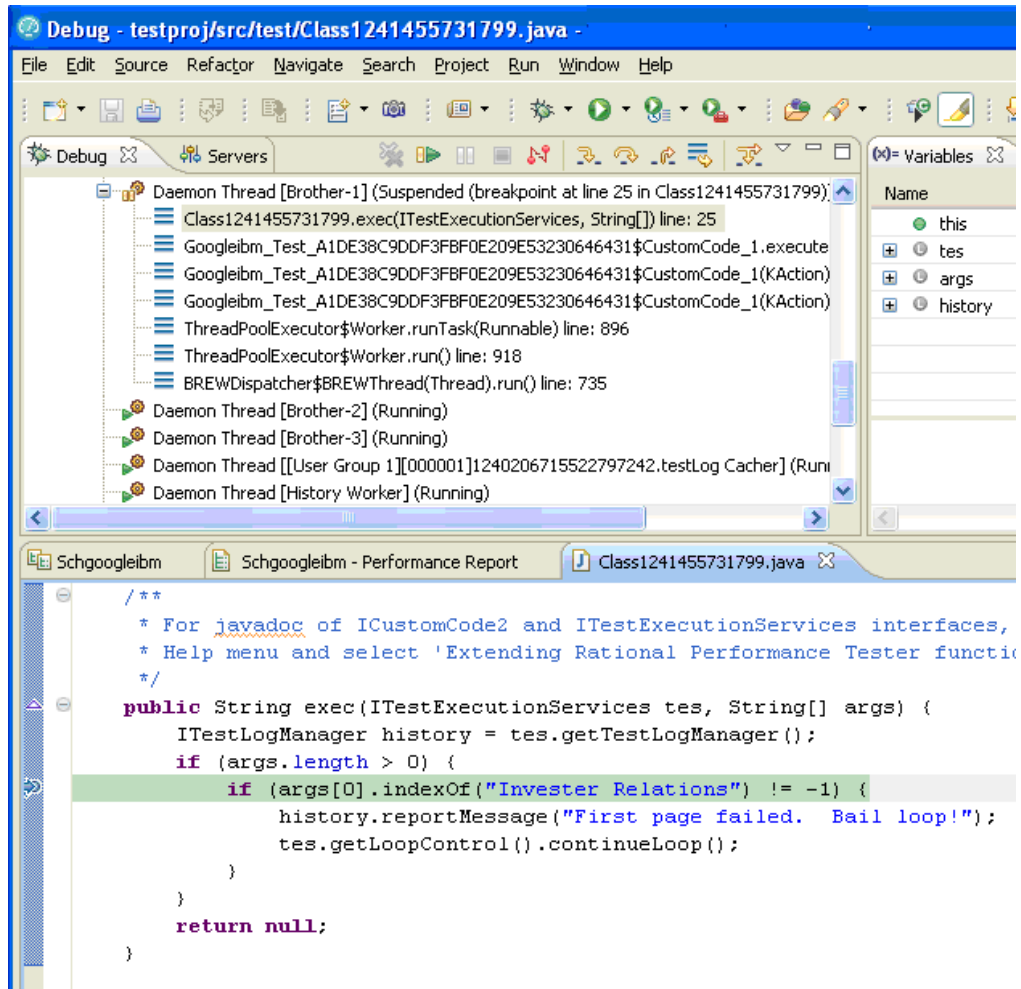 Debug - testproj/src/test/Class1241455731799.java -
File Edit Source Refactor Navigate Search Project Run Window Help
Debug Servers
(x)= Variables
Daemon Thread [Brother-1] (Suspended (breakpoint at line 25 in Class1241455731799)
Class1241455731799.exec(ITestExecutionServices, String[]) line: 25
Googleibm_Test_A1DE38C9DDF3FBF0E209E53230646431$CustomCode_1.execute
Googleibm_Test_A1DE38C9DDF3FBF0E209E53230646431$CustomCode_1(KAction)
Googleibm_Test_A1DE38C9DDF3FBF0E209E53230646431$CustomCode_1(KAction)
ThreadPoolExecutor$Worker.runTask(Runnable) line: 896
ThreadPoolExecutor$Worker.run() line: 918
BREWDispatcher$BREWThread(Thread).run() line: 735
Daemon Thread [Brother-2] (Running)
Daemon Thread [Brother-3] (Running)
Daemon Thread [[User Group 1][000001]1240206715522797242.testLog Cacher] (Runn
Daemon Thread [History Worker] (Running)
Name
this
tes
args
history
Schgoogleibm
Schgoogleibm - Performance Report
Class1241455731799.java
/**
* For javadoc of ICustomCode2 and ITestExecutionServices interfaces,
* Help menu and select 'Extending Rational Performance Tester functio
*/
public String exec(ITestExecutionServices tes, String[] args) {
ITestLogManager history = tes.getTestLogManager();
if (args.length > 0) {
if (args[0].indexOf("Invester Relations") != -1) {
history.reportMessage("First page failed.  Bail loop!");
tes.getLoopControl().continueLoop();
}
}
return null;
}